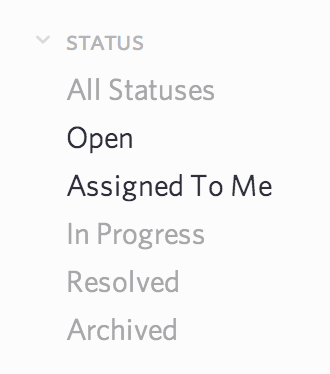 STATUS
All Statuses
Open
Assigned To Me
In Progress
Resolved
Archived